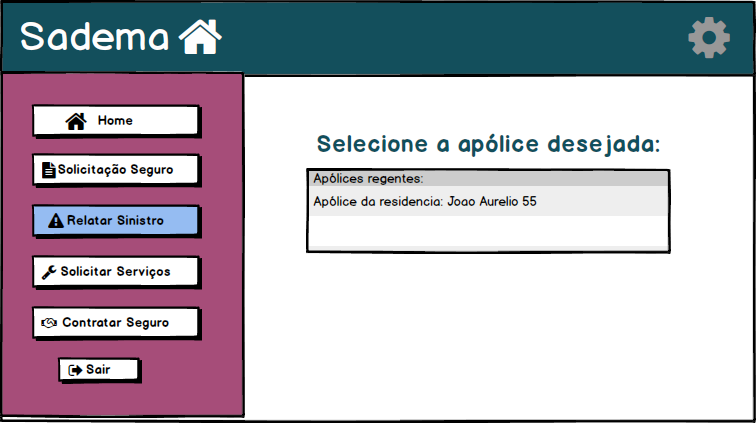 Sadema
Home
Solicitação Seguro
Relatar Sinistro
Solicitar Serviços
Contratar Seguro
Sair
Selecione a apólice desejada:
Apólices regentes:
Apólice da residencia: Joao Aurelio 55